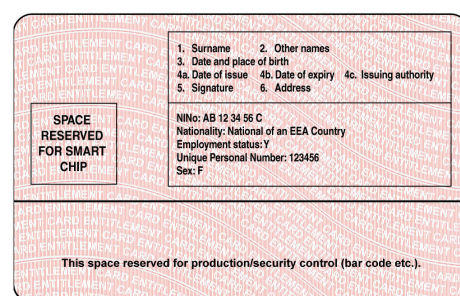 1. Surname 2. Other names
3. Date and place of birth
4a. Date of issue 4b. Date of expiry 4c. Issuing authority
5. Signature 6. Address
SPACE
RESERVED
FOR SMART
CHIP
NINo: AB 12 34 56 C
Nationality: National of an EEA Country
Employment status: Y
Unique Personal Number: 123456
Sex: F
This space reserved for production/security control (bar code etc.).